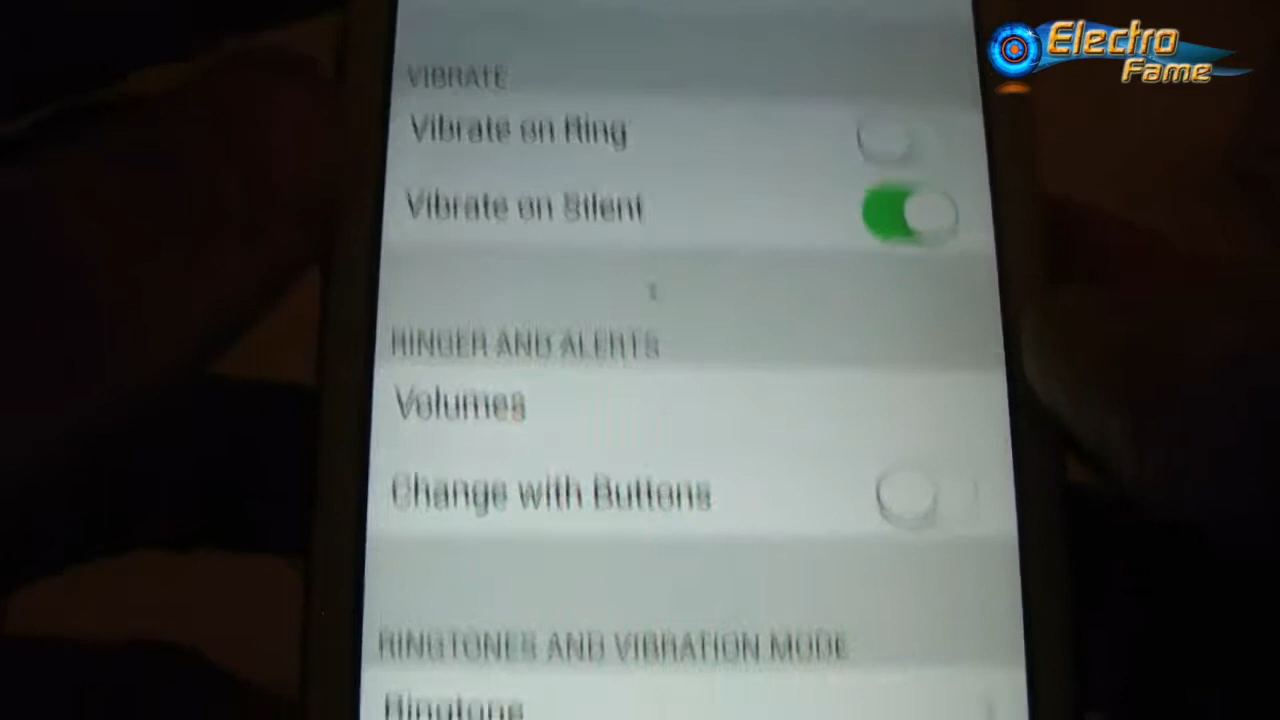 Electro
Fame
VIBRATE
Vibrate on Ring
Vibrate on Silent
RINGER AND ALERTS
Volumes
Change with Buttons
RINGTONES AND VIBRATION MODE
Ringtone